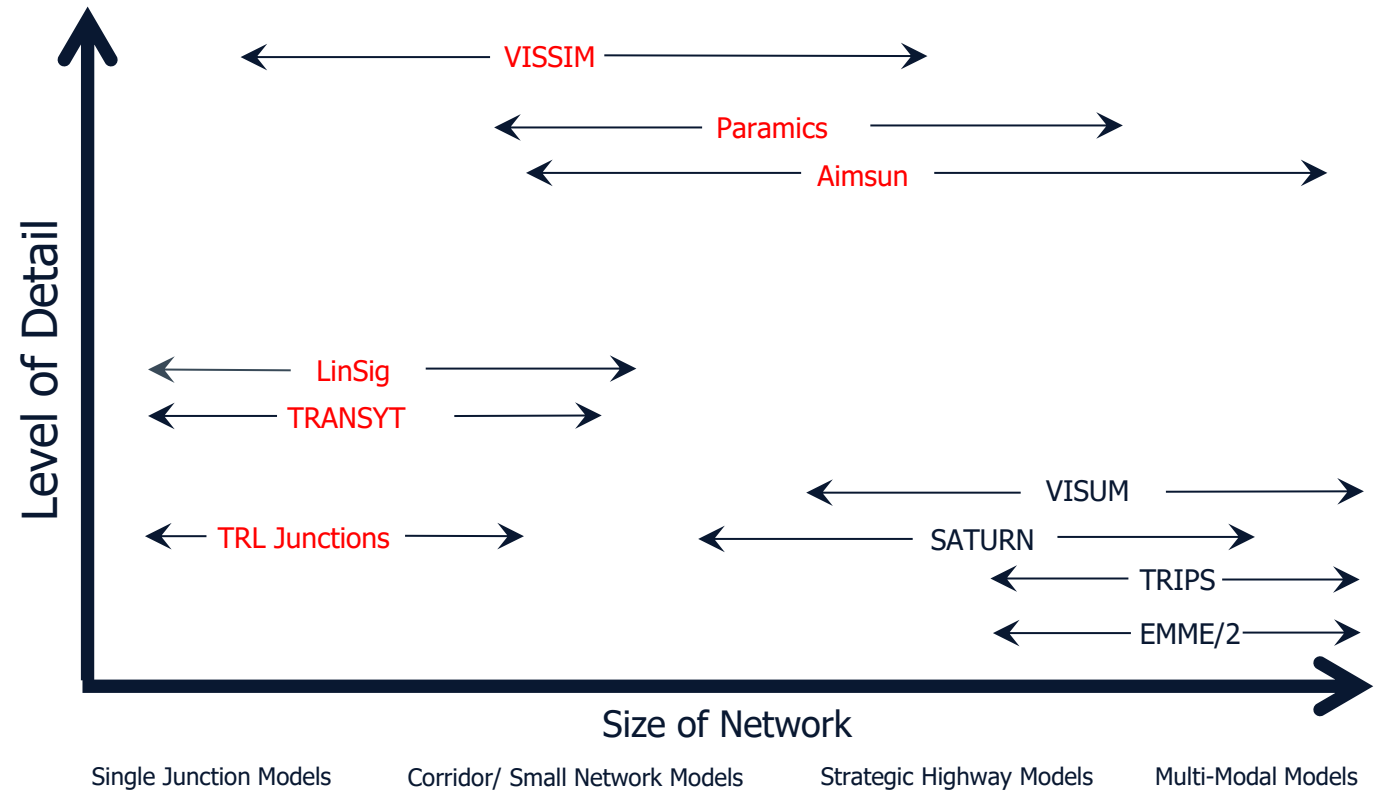 VISSIM
Paramics
Aimsun
Level of Detail
LinSig
TRANSYT
VISUM
TRL Junctions
SATURN
TRIPS
EMME/2
Size of Network
Single Junction Models
Corridor/ Small Network Models
Strategic Highway Models
Multi-Modal Models